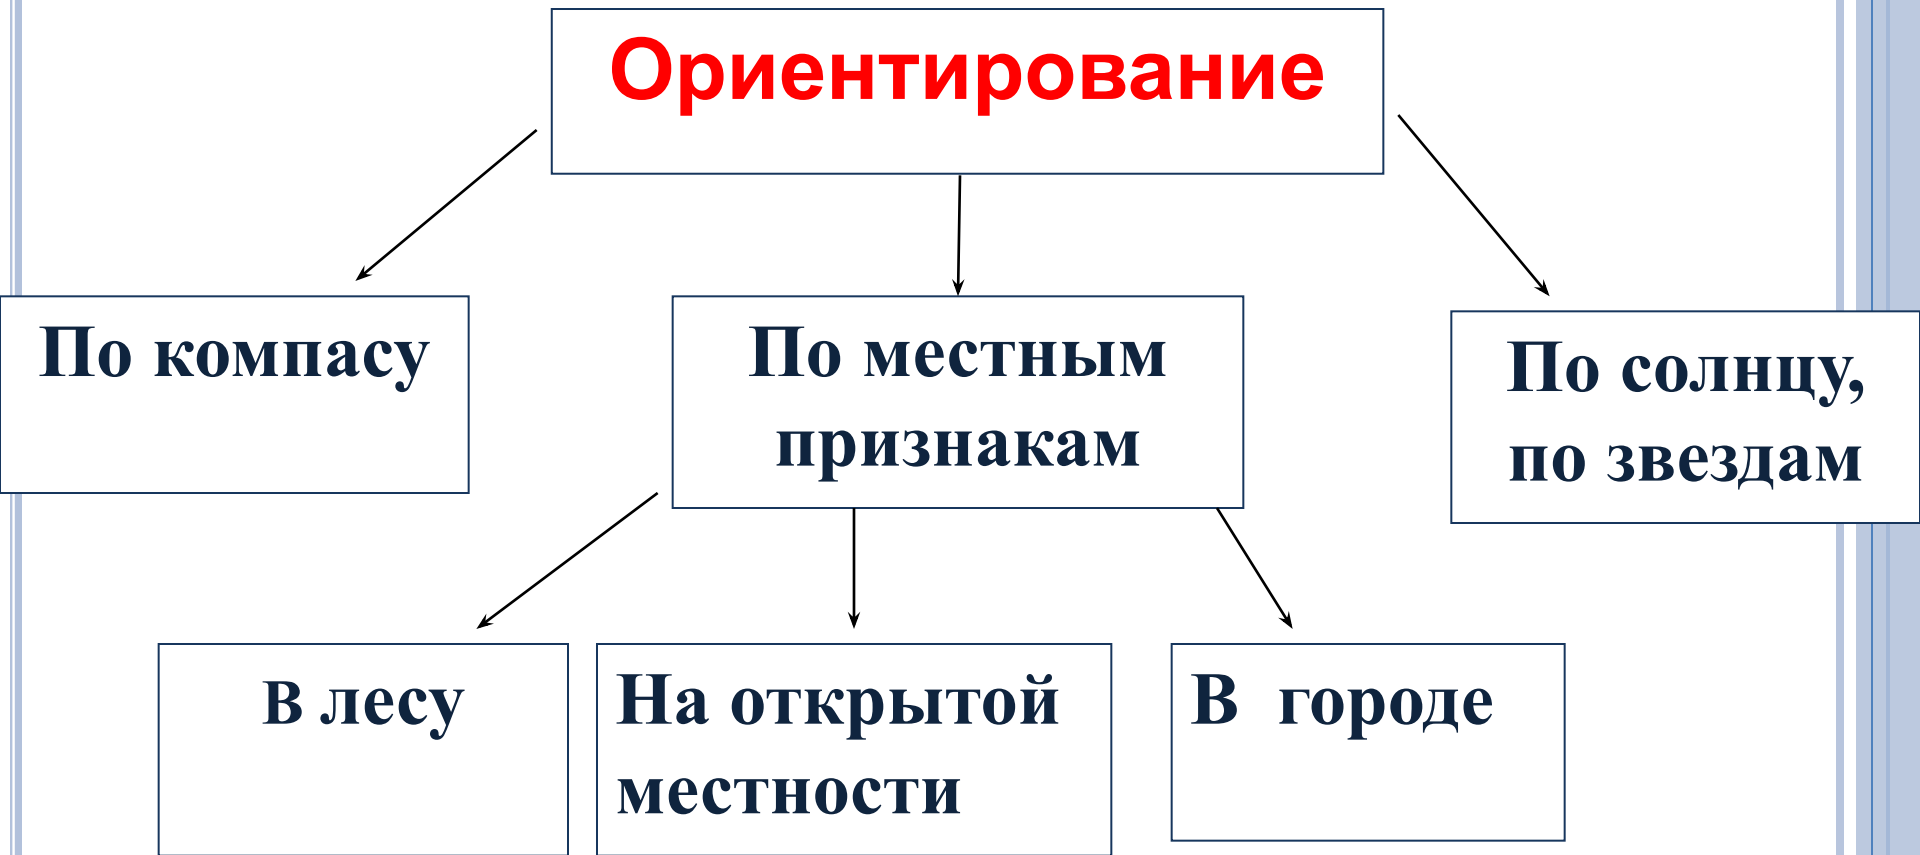 Ориентирование
По компасу
По местным
признакам
По солнцу,
по звездам
В лесу
На открытой
местности
В городе